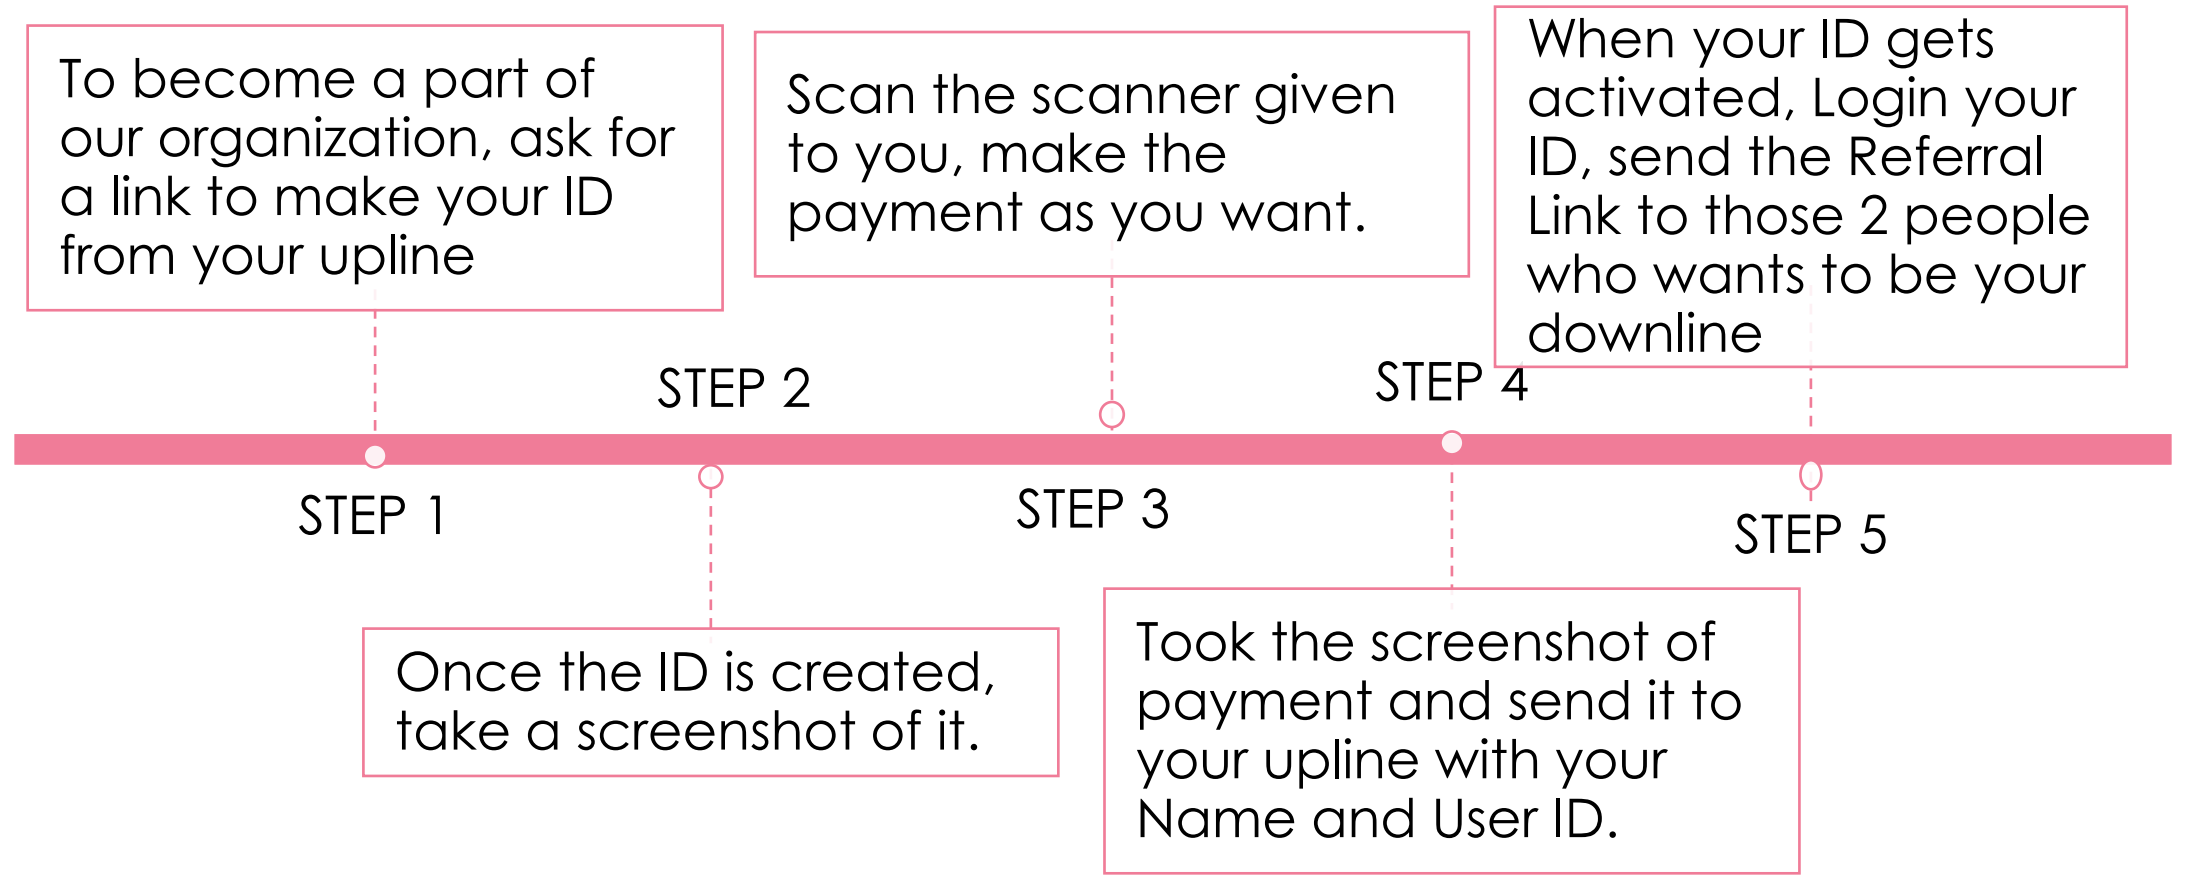 To become a part of
our organization, ask for
a link to make your ID
from your upline
STEP 1
STEP 2
Once the ID is created,
take a screenshot of it.
Scan the scanner given
to you, make the
payment as you want.
STEP 3
STEP 4
Took the screenshot of
payment and send it to
your upline with your
Name and User ID.
When your ID gets
activated, Login your
ID, send the Referral
Link to those 2 people
who wants to be your
downline
STEP 5